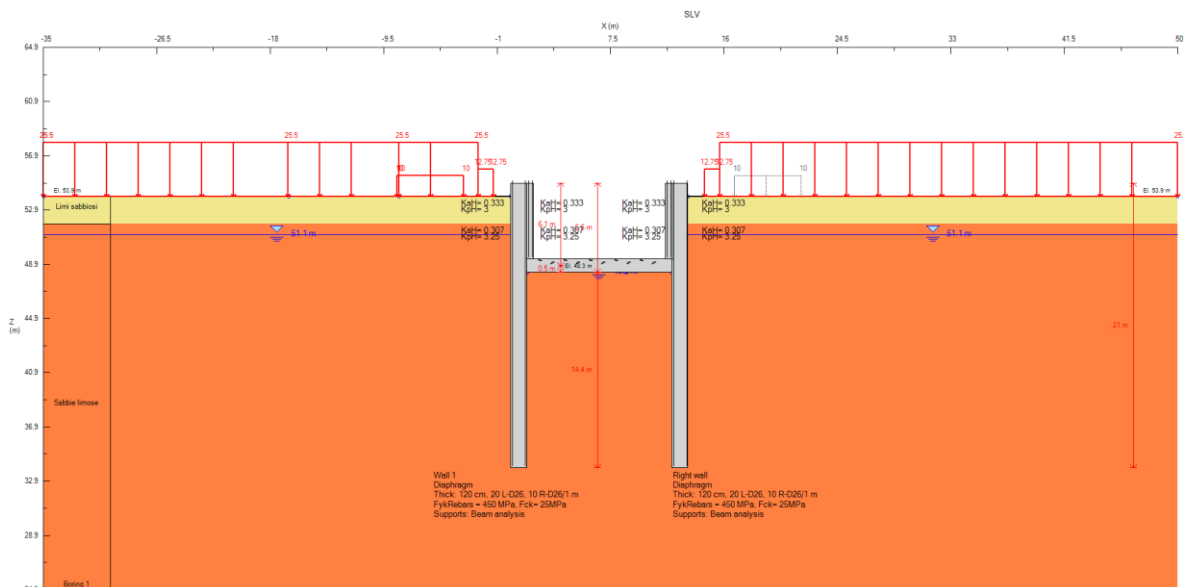 SLV
X (m)
-35
-26.5
-18
-9.5
-1
7.5
16
24.5
33
41.5
50
64.9
60.9
56.9
52.9
48.9
44.9
40.9
36.9
32.9
28.9
Z
(m)
25.5
25.5
25.5
25.5
25.5
10
12.75
12.75
12.75
12.75
10
10
El. 53.9 m
El. 53.9 m
Limi sabbiosi
KaH= 0.333
KpH= 3
KaH= 0.333
KpH= 3
KaH= 0.333
KpH= 3
KaH= 0.333
KpH= 3
KaH= 0.307
KpH= 3.25
KaH= 0.307
KpH= 3.25
KaH= 0.307
KpH= 3.25
KaH= 0.307
KpH= 3.25
51.1 m
51.1 m
0.5 m
14.4 m
21 m
Sabbie limose
Wall 1
Diaphragm
Thick: 120 cm, 20 L-D26, 10 R-D26/1 m
FykRebars = 450 MPa, Fck= 25MPa
Supports: Beam analysis
Right wall
Diaphragm
Thick: 120 cm, 20 L-D26, 10 R-D26/1 m
FykRebars = 450 MPa, Fck= 25MPa
Supports: Beam analysis
Boring 1